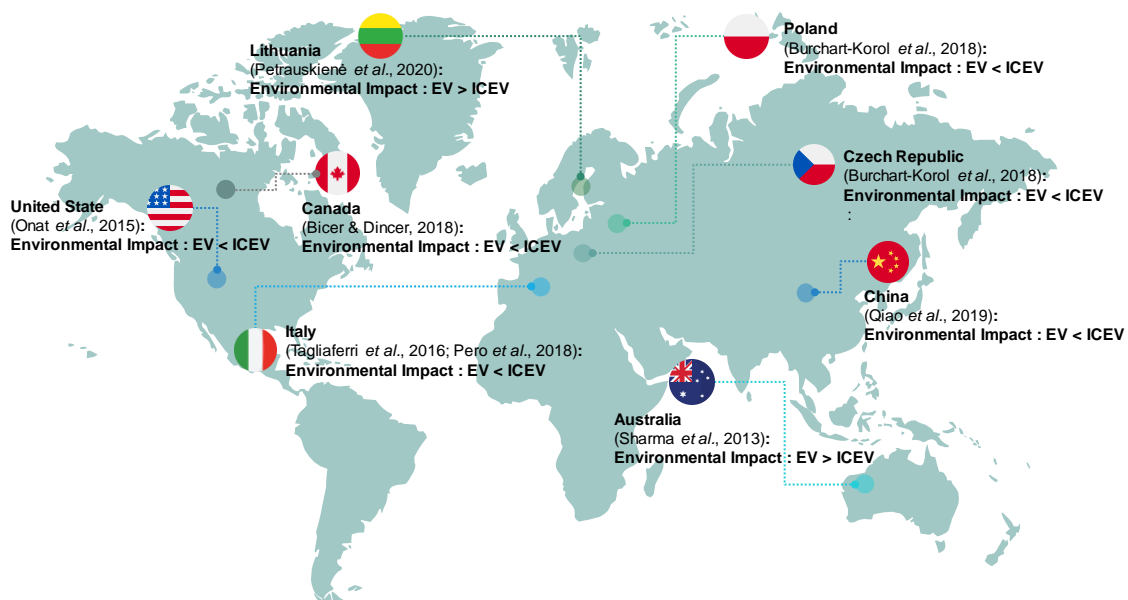 Lithuania
(Petrauskienė et al., 2020):
Environmental Impact : EV > ICEV
Poland
(Burchart-Korol et al., 2018):
Environmental Impact : EV < ICEV
Czech Republic
(Burchart-Korol et al., 2018):
Environmental Impact : EV < ICEV
:
United State
(Onat et al., 2015):
Environmental Impact : EV < ICEV
Canada
(Bicer & Dincer, 2018):
Environmental Impact : EV < ICEV
China
(Qiao et al., 2019):
Environmental Impact : EV < ICEV
Italy
(Tagliaferri et al., 2016; Pero et al., 2018):
Environmental Impact : EV < ICEV
Australia
(Sharma et al., 2013):
Environmental Impact : EV > ICEV